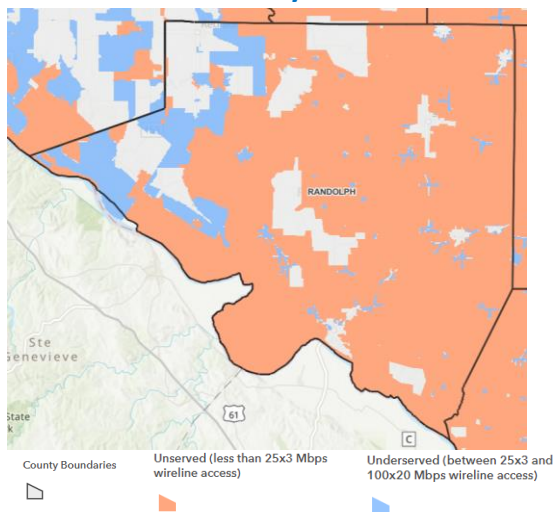 RANDOLPH
Ste
Genevieve
State
k
61
C
County Boundaries
Unserved (less than 25x3 Mbps
wireline access)
Underserved (between 25x3 and
100x20 Mbps wireline access)